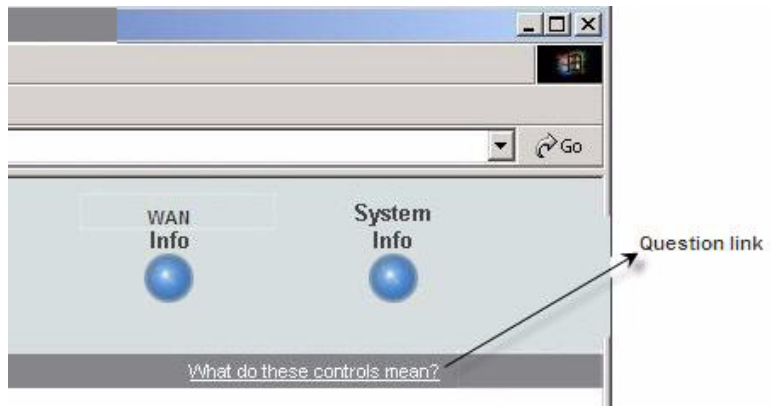 Go
WAN
Info
System
Info
Question link
What do these controls mean?